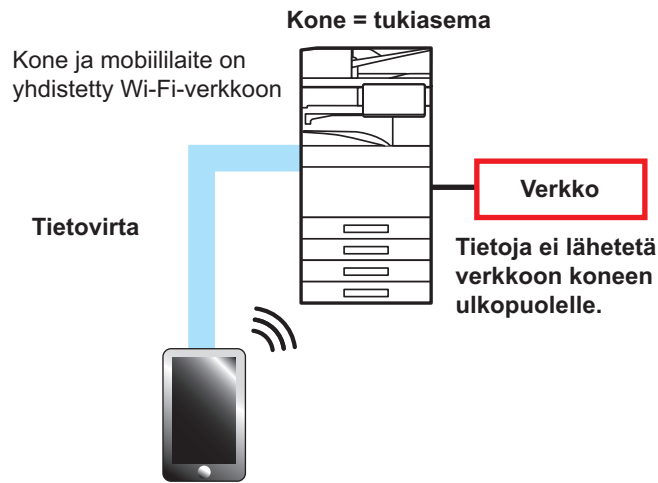 Kone = tukiasema
Kone ja mobiililaite on
yhdistetty Wi-Fi-verkkoon
Verkko
Tietovirta
Tietoja ei lähetetä
verkkoon koneen
ulkopuolelle.